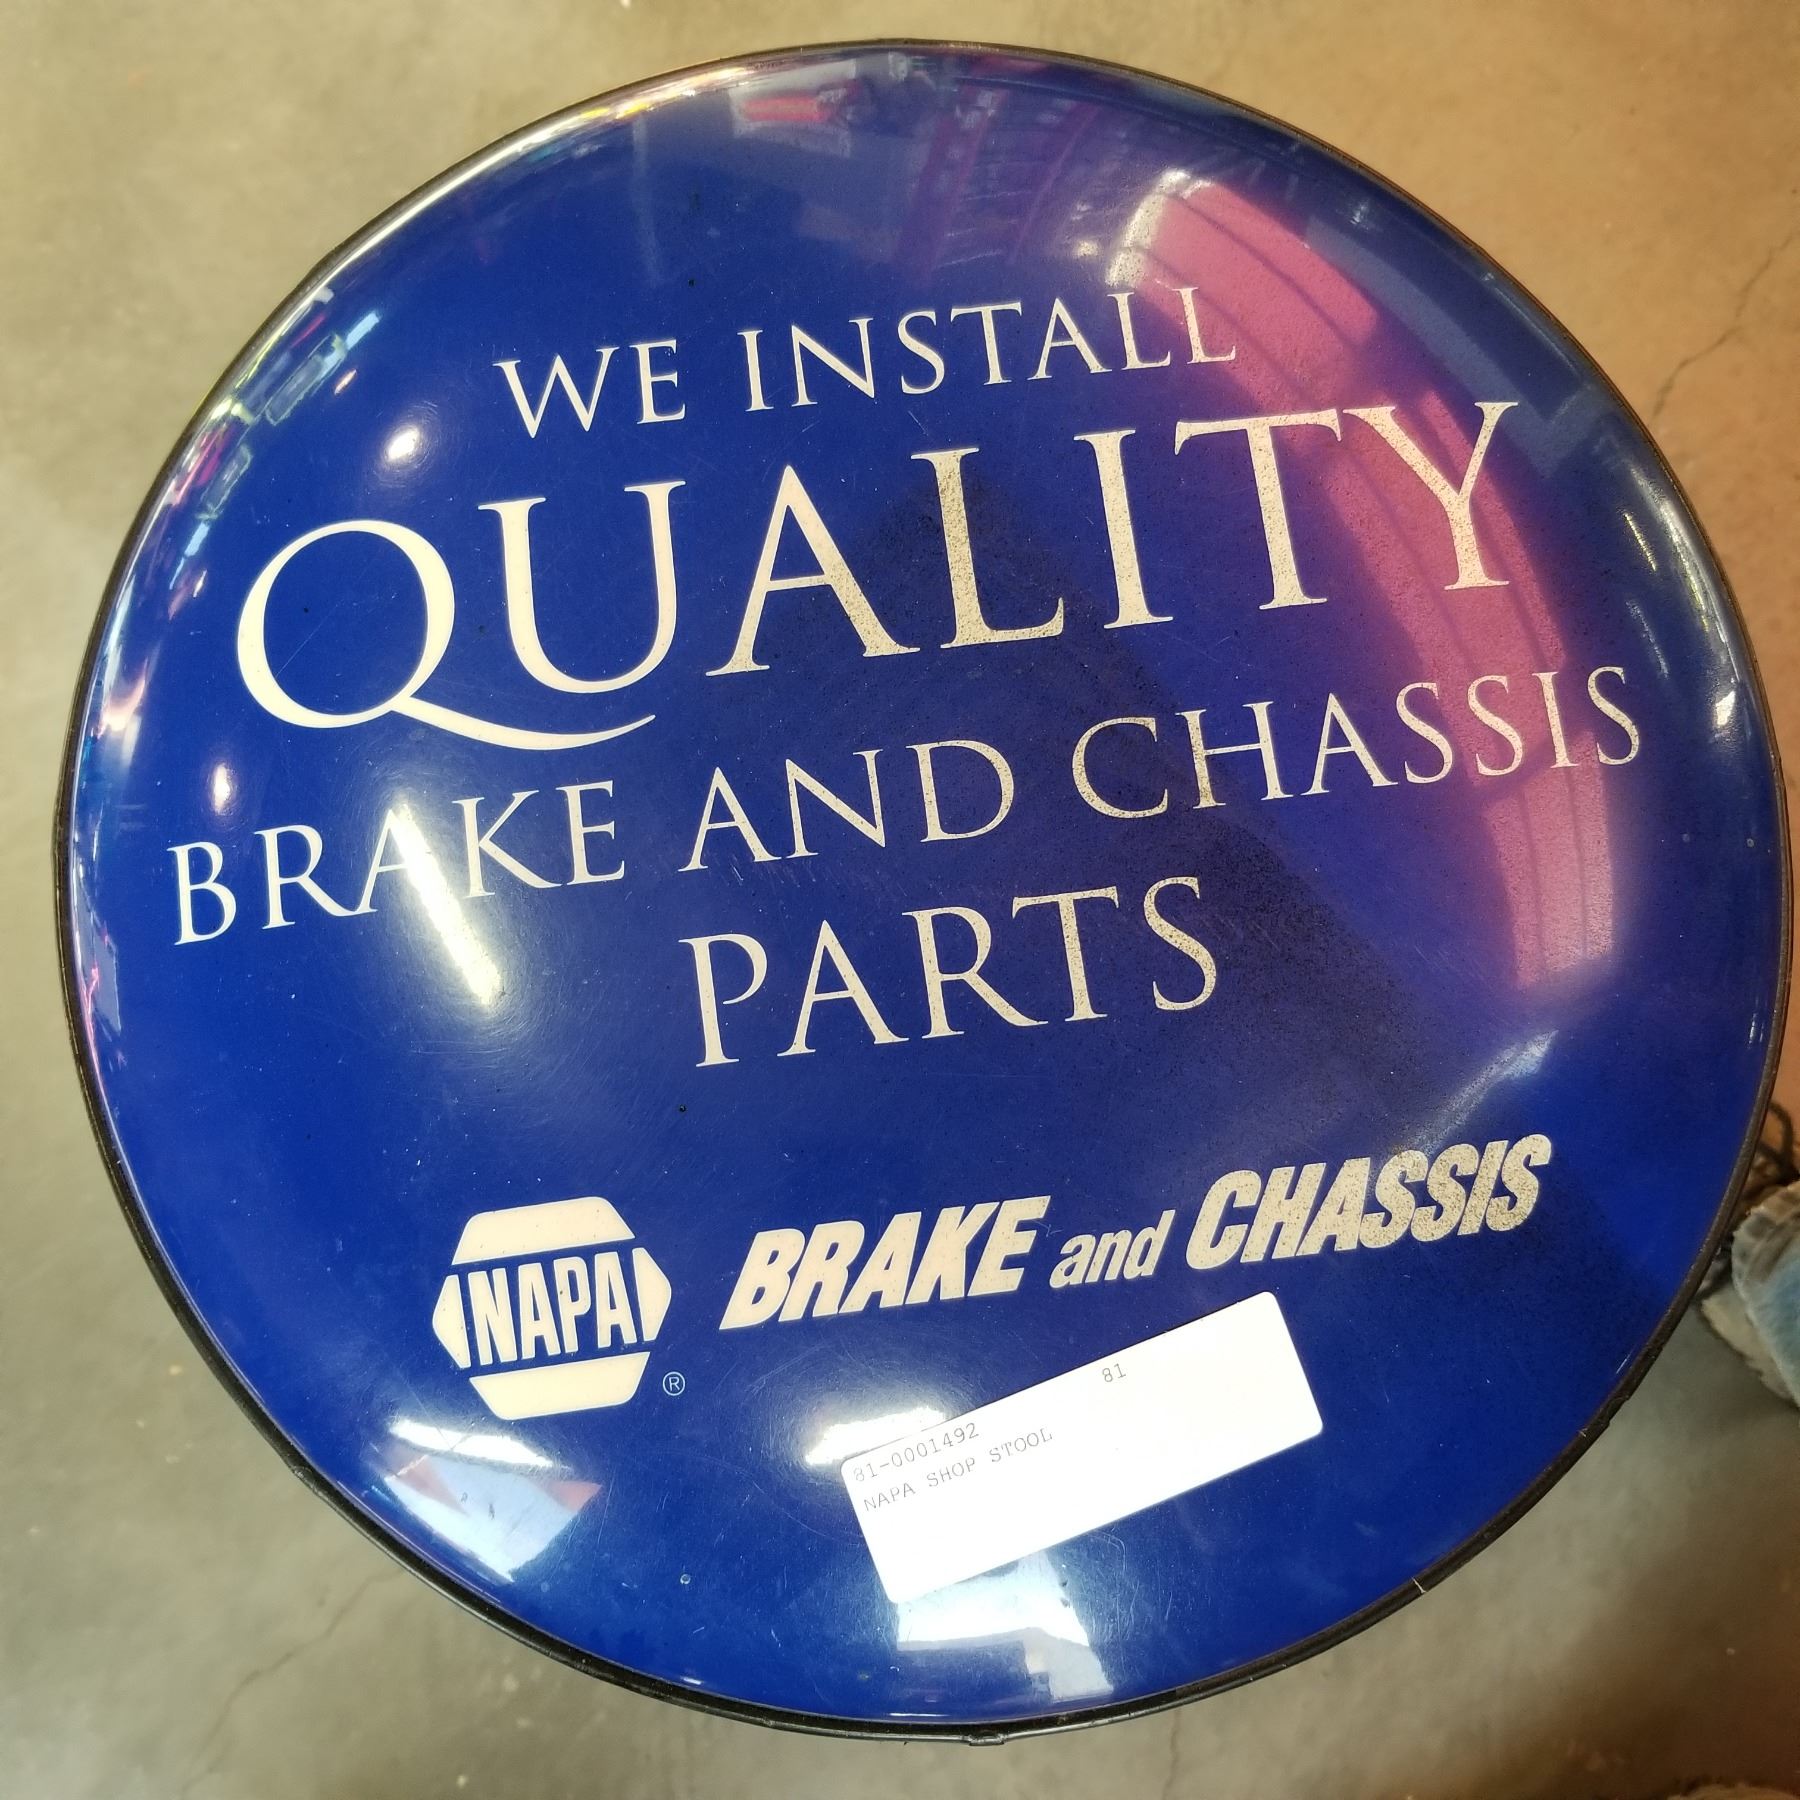 WE INSTALL
QUALITY
BRAKE AND CHASSIS
PARTS
NAPA ® BRAKE and CHASSIS
81
81-0001492
NAPA SHOP STOOL